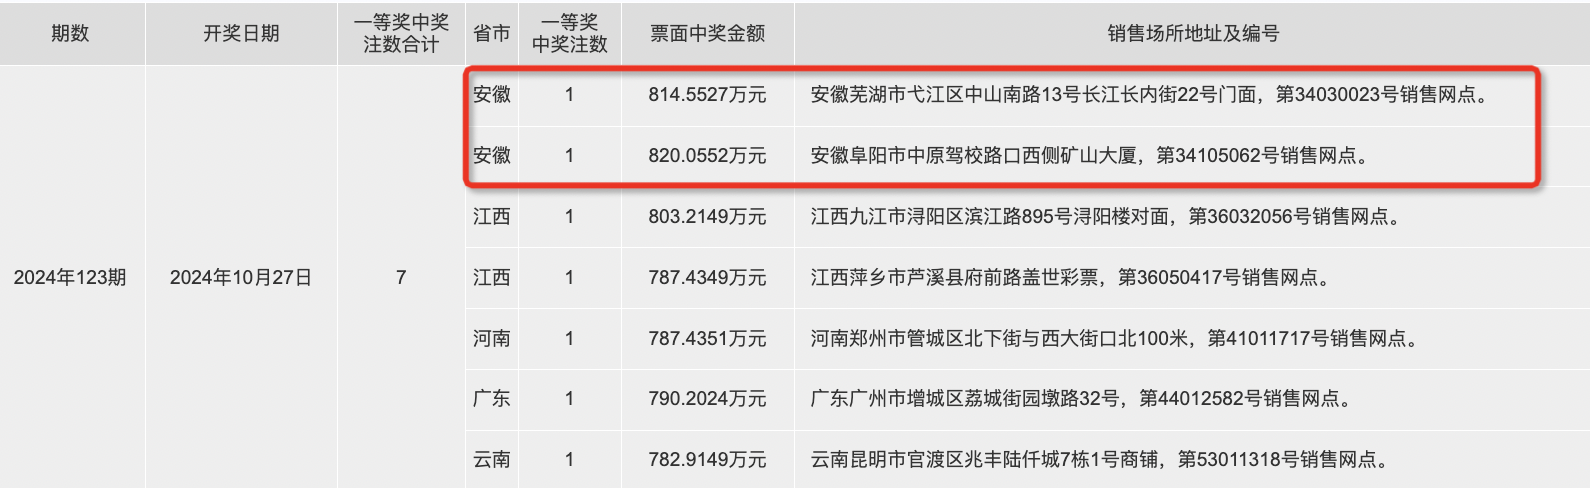 期数 开奖日期 一等奖中奖注数合计 省市 一等奖中奖注数 票面中奖金额 销售场所地址及编号
安徽 1 814.5527万元 安徽芜湖市弋江区中山南路13号长江长内街22号门面，第34030023号销售网点。
安徽 1 820.0552万元 安徽阜阳市中原驾校路口西侧矿山大厦，第34105062号销售网点。
江西 1 803.2149万元 江西九江市浔阳区滨江路895号浔阳楼对面，第36032056号销售网点。
2024年123期 2024年10月27日 7 江西 1 787.4349万元 江西萍乡市芦溪县府前路盖世彩票，第36050417号销售网点。
河南 1 787.4351万元 河南郑州市管城区北下街与西大街口北100米，第41011717号销售网点。
广东 1 790.2024万元 广东广州市增城区荔城街园墩路32号，第44012582号销售网点。
云南 1 782.9149万元 云南昆明市官渡区兆丰陆仟城7栋1号商铺，第53011318号销售网点。